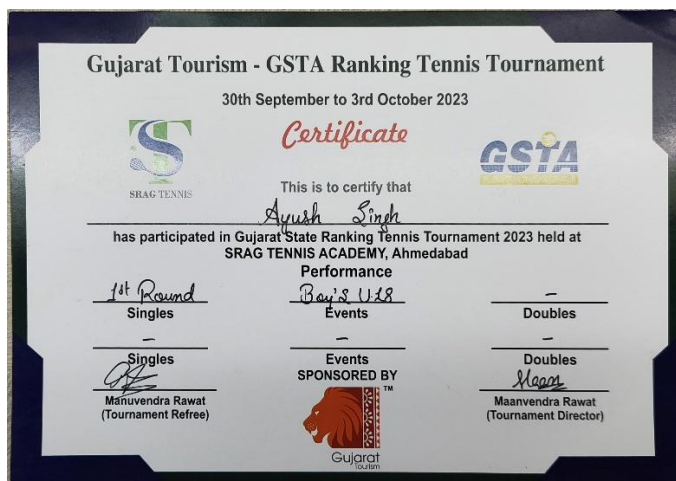 Gujarat Tourism - GSTA Ranking Tennis Tournament
30th September to 3rd October 2023
Certificate
SRAG TENNIS
GSTA
This is to certify that
Ayush Singh
has participated in Gujarat State Ranking Tennis Tournament 2023 held at
SRAG TENNIS ACADEMY, Ahmedabad
Performance
1st Round Boy's U-18 -
Singles Events Doubles
- - -
Singles Events Doubles
SPONSORED BY
Manuvendra Rawat
(Tournament Refree)
Maanvendra Rawat
(Tournament Director)
TM
Gujarat
Tourism